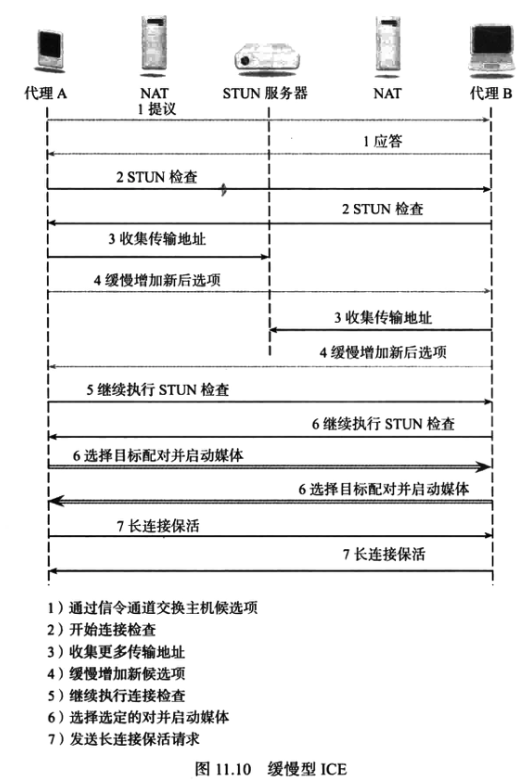 代理A NAT STUN 服务器 NAT 代理B
1 提议
1 应答
2 STUN 检查
2 STUN 检查
3 收集传输地址
4 缓慢增加新后选项
3 收集传输地址
4 缓慢增加新后选项
5 继续执行 STUN 检查
6 继续执行 STUN 检查
6 选择目标配对并启动媒体
6 选择目标配对并启动媒体
7 长连接保活
7 长连接保活
1）通过信令通道交换主机候选项
2）开始连接检查
3）收集更多传输地址
4）缓慢增加新候选项
5）继续执行连接检查
6）选择选定的对并启动媒体
7）发送长连接保活请求
图 11.10 缓慢型 ICE